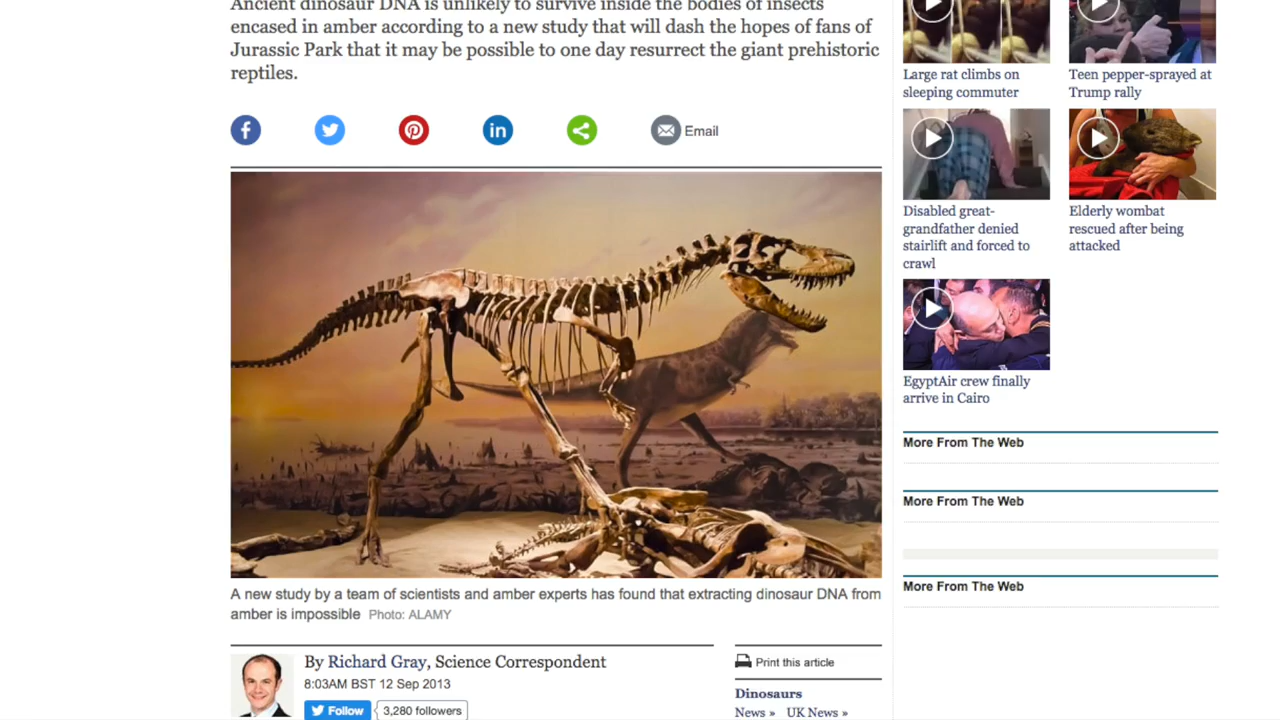 Ancient dinosaur DNA is unlikely to survive inside the bodies of insects
encased in amber according to a new study that will dash the hopes of fans of
Jurassic Park that it may be possible to one day resurrect the giant prehistoric
reptiles.
Email
A new study by a team of scientists and amber experts has found that extracting dinosaur DNA from
amber is impossible Photo: ALAMY
By Richard Gray, Science Correspondent
8:03AM BST 12 Sep 2013
Follow 3,280 followers
Print this article
Dinosaurs
News » UK News »
Large rat climbs on
sleeping commuter
Teen pepper-sprayed at
Trump rally
Disabled great-
grandfather denied
stairlift and forced to
crawl
Elderly wombat
rescued after being
attacked
EgyptAir crew finally
arrive in Cairo
More From The Web
More From The Web
More From The Web